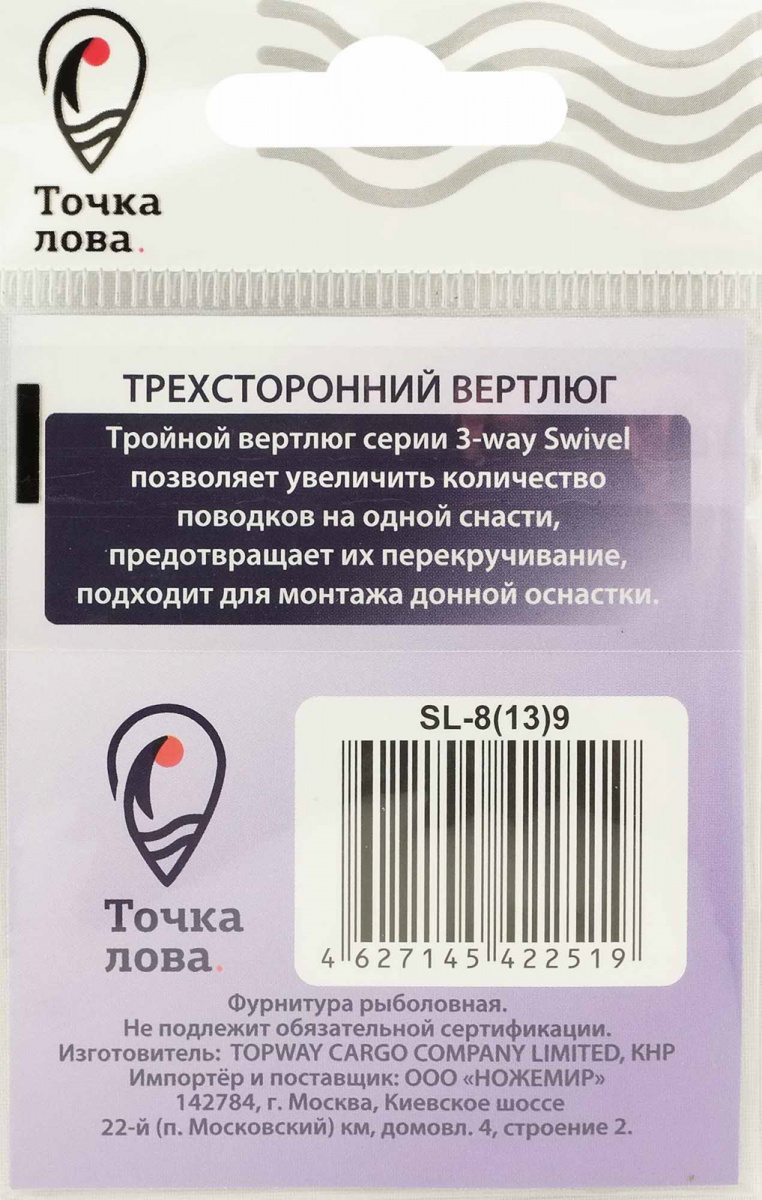 Точка
лова.
ТРЕХСТОРОННИЙ ВЕРТЛЮГ
Тройной вертлюг серии 3-way Swivel
позволяет увеличить количество
поводков на одной снасти,
предотвращает их перекручивание,
подходит для монтажа донной оснастки.
Точка
лова.
SL-8(13)9
4 627145 422519
Фурнитура рыболовная.
Не подлежит обязательной сертификации.
Изготовитель: TOPWAY CARGO COMPANY LIMITED, КНР
Импортёр и поставщик: ООО «НОЖЕМИР»
142784, г. Москва, Киевское шоссе
22-й (п. Московский) км, домовл. 4, строение 2.